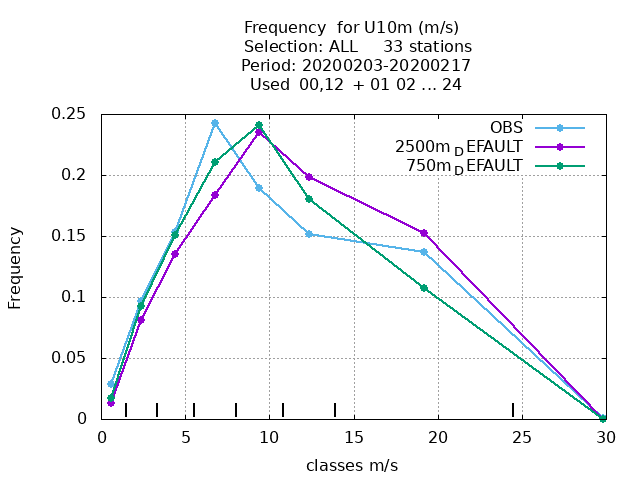 Frequency  for U10m (m/s)
Selection: ALL     33 stations
Period: 20200203-20200217
Used  00,12  + 01 02 ... 24
OBS
2500m_DEFAULT
750m_DEFAULT
0.25
0.2
0.15
0.1
0.05
0
Frequency
0 5 10 15 20 25 30
classes m/s